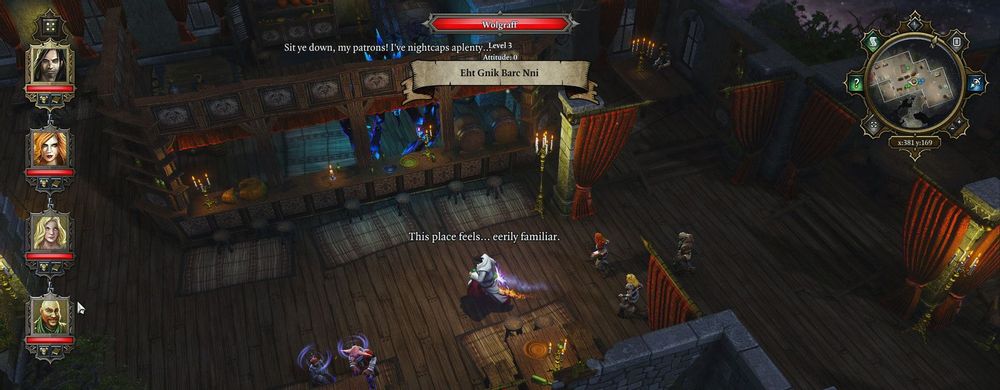 Wolgraff
Sit ye down, my patrons! I've nightcaps aplenty...
Level 3
Attitude: 0
Eht Gnik Barc Nni
x:381 y:169
This place feels... eerily familiar.